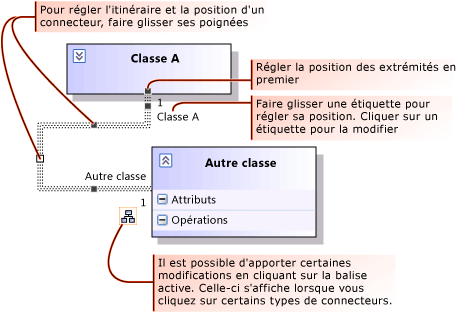 Pour régler l'itinéraire et la position d'un
connecteur, faire glisser ses poignées
Classe A
Régler la position des extrémités en
premier
1
Classe A
Faire glisser une étiquette pour
régler sa position. Cliquer sur un
étiquette pour la modifier
Autre classe
1
Autre classe
Attributs
Opérations
Il est possible d'apporter certaines
modifications en cliquant sur la balise
active. Celle-ci s'affiche lorsque vous
cliquez sur certains types de connecteurs.